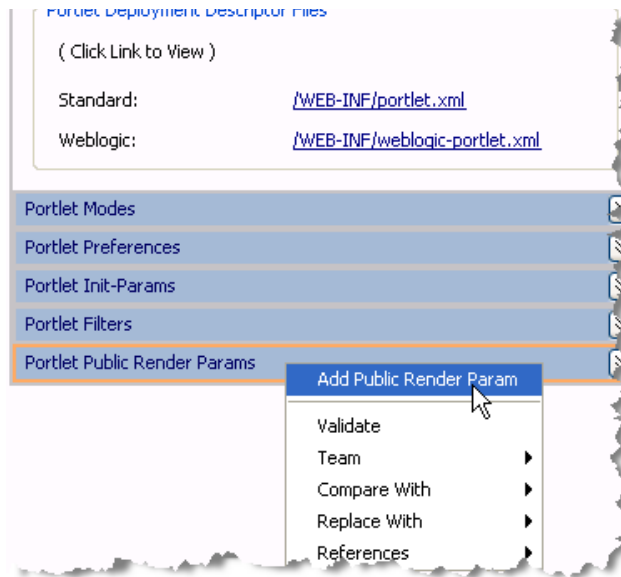 Portlet Deployment Descriptor Files
( Click Link to View )
Standard: /WEB-INF/portlet.xml
Weblogic: /WEB-INF/weblogic-portlet.xml
Portlet Modes
Portlet Preferences
Portlet Init-Params
Portlet Filters
Portlet Public Render Params
Add Public Render Param
Validate
Team
Compare With
Replace With
References